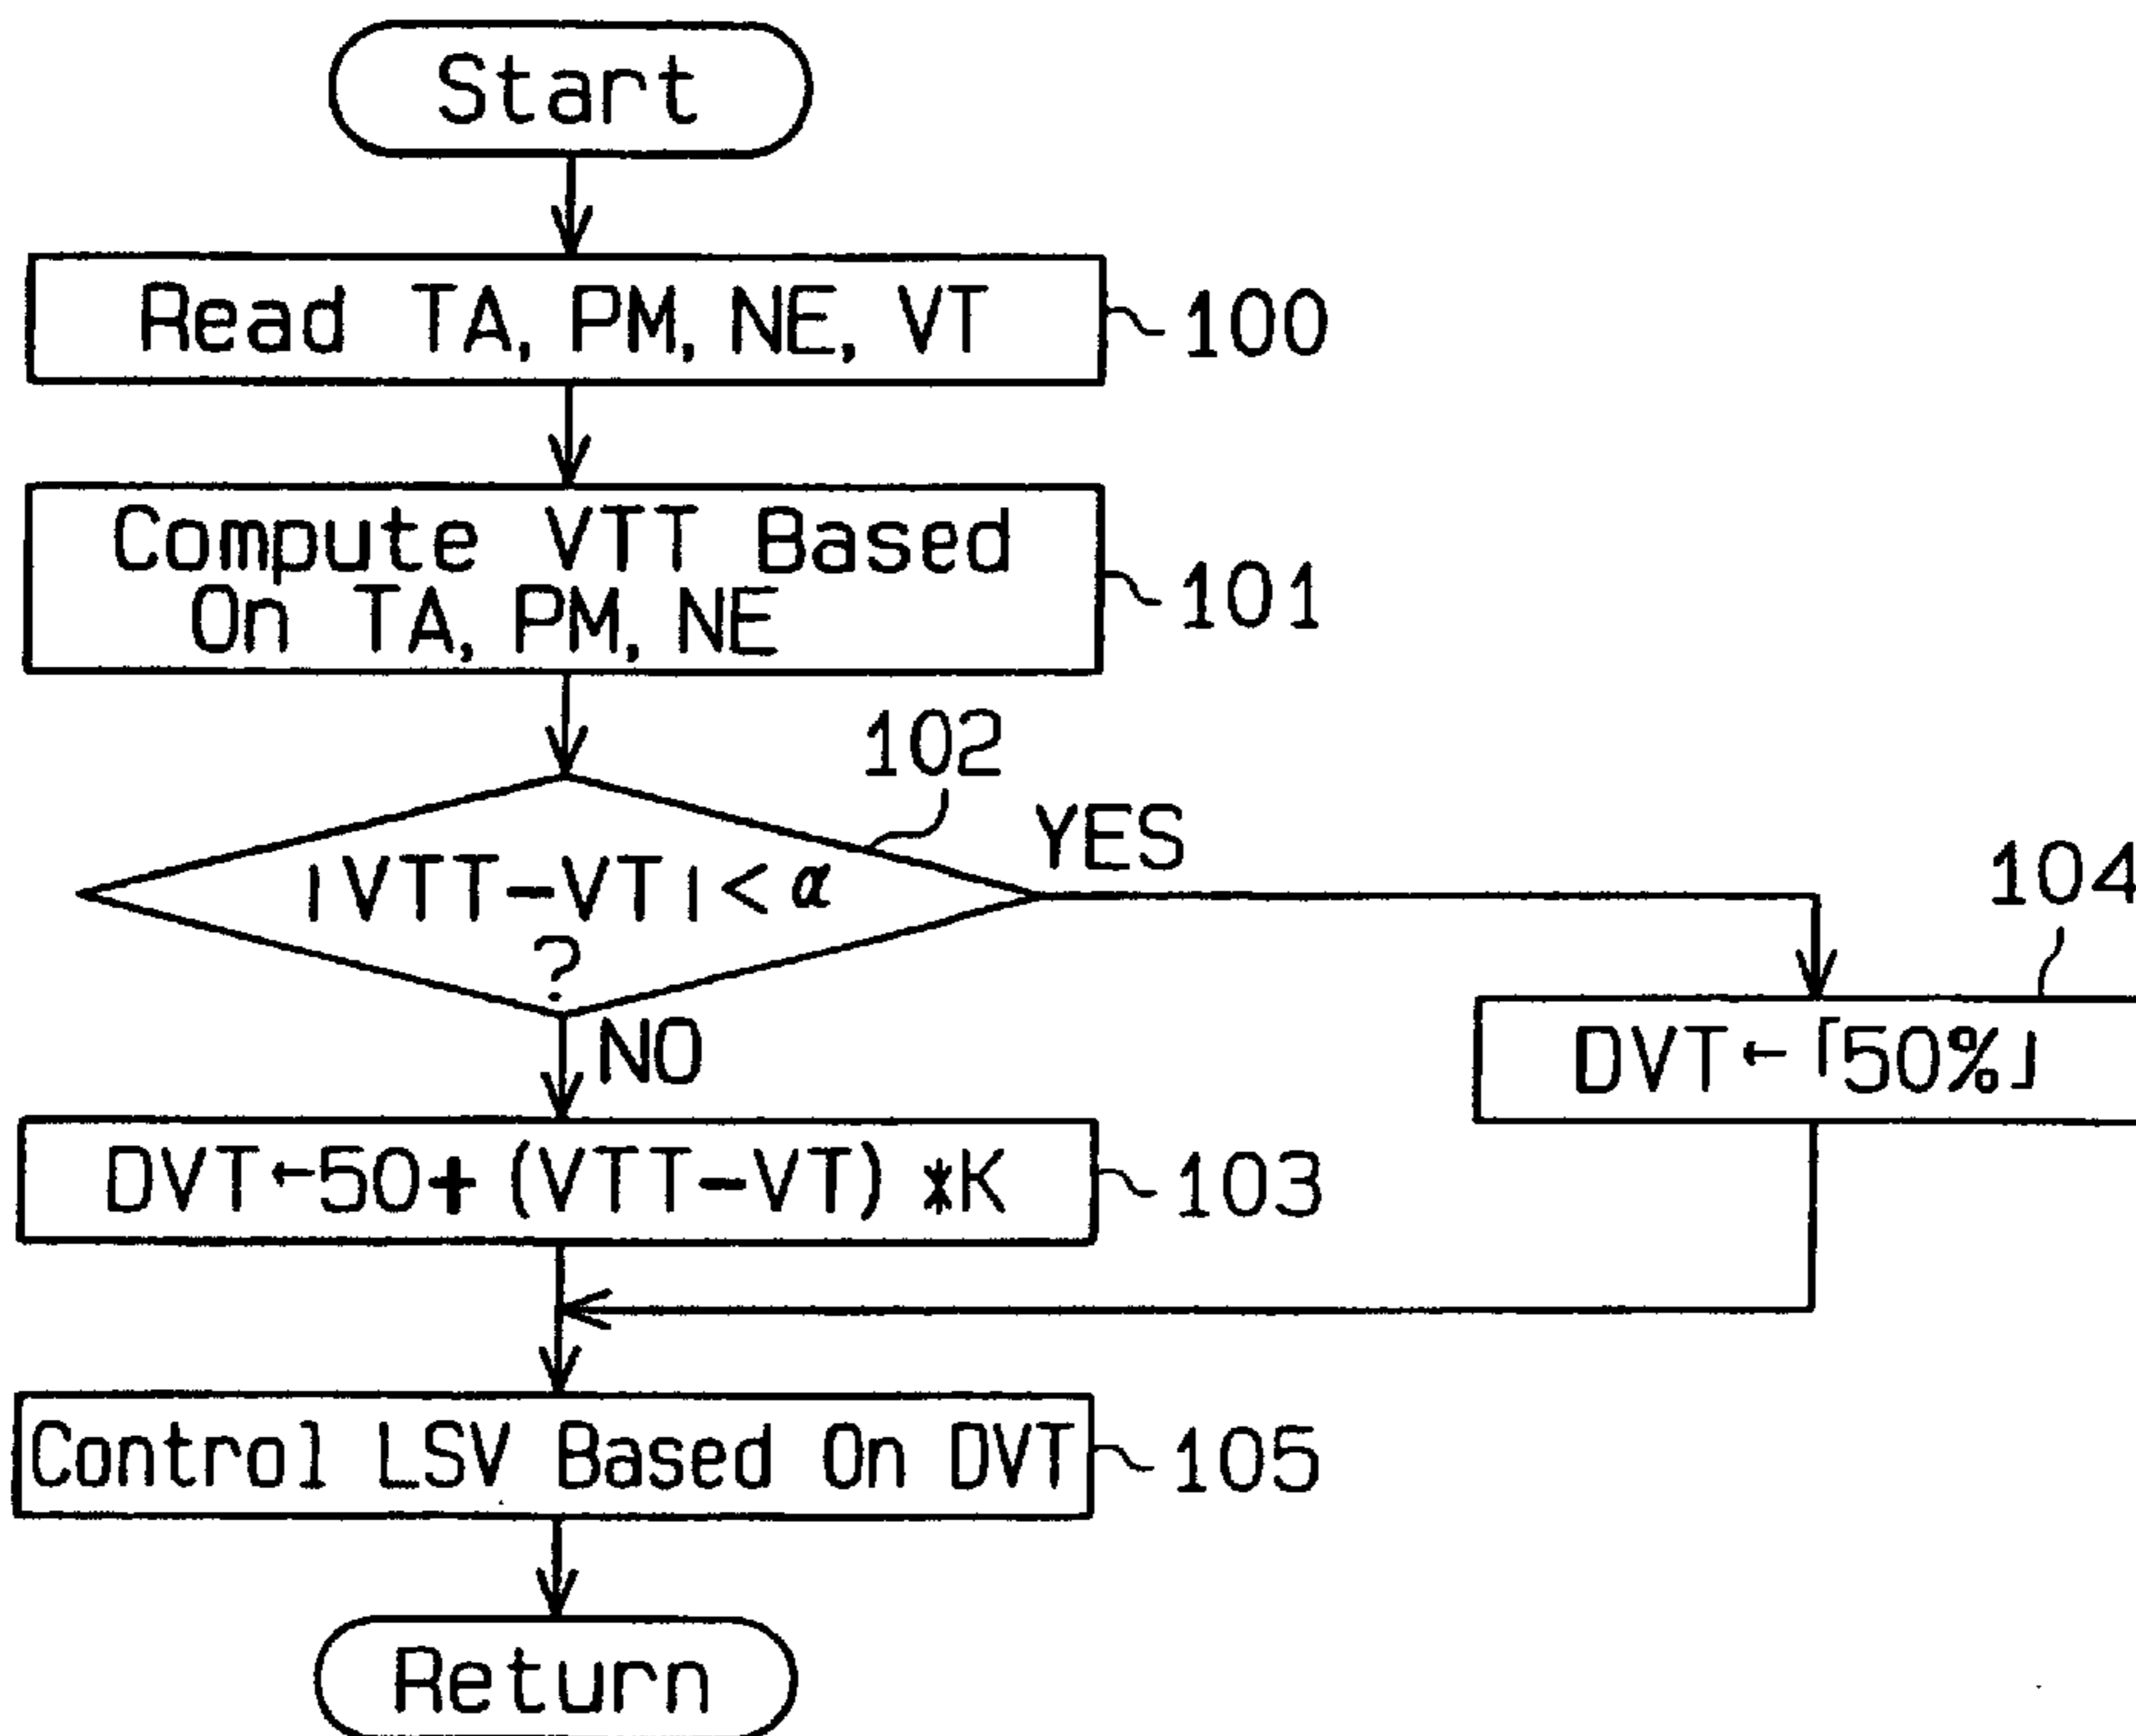 Start
Read TA, PM, NE, VT
100
Compute VTT Based
On TA, PM, NE
101
102
|VTT-VT|<α
?
YES
NO
104
DVT←「50%」
DVT←50+(VTT-VT)*K
103
Control LSV Based On DVT
105
Return